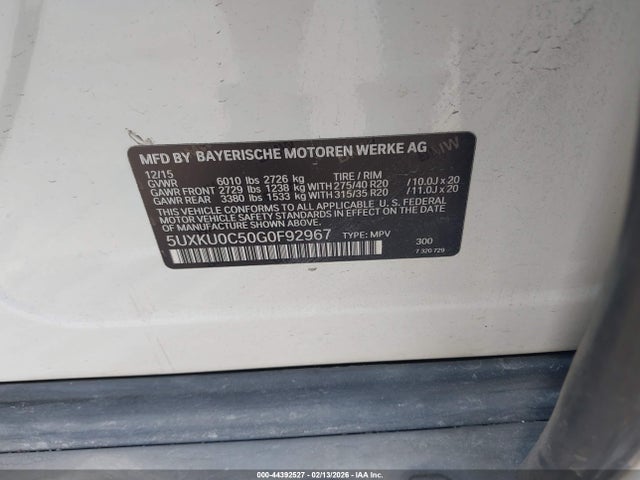 MFD BY BAYERISCHE MOTOREN WERKE AG
12/15
GVWR 6010 lbs 2726 kg TIRE / RIM
GAWR FRONT 2729 lbs 1238 kg WITH 275/40 R20 /10.0J x 20
GAWR REAR 3380 lbs 1533 kg WITH 315/35 R20 /11.0J x 20
THIS VEHICLE CONFORMS TO ALL APPLICABLE U. S. FEDERAL
MOTOR VEHICLE SAFETY STANDARDS IN EFFECT ON THE DATE
OF MANUFACTURE SHOWN ABOVE.
5UXKU0C50G0F92967 TYPE: MPV 300
7 320 729
000-44392527 - 02/13/2026 - © IAA, Inc.